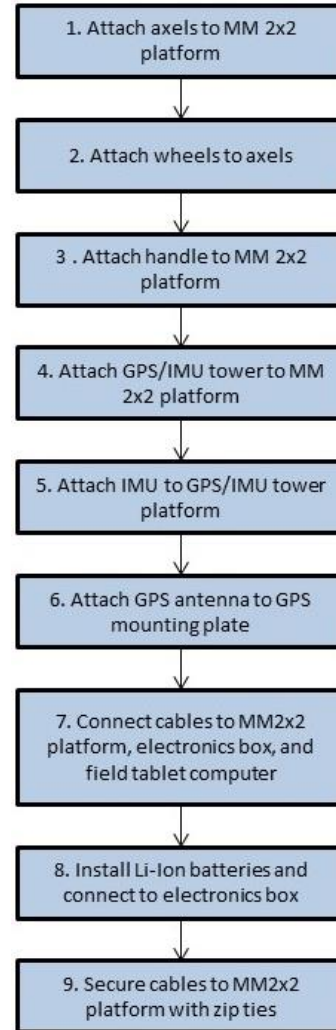 1. Attach axels to MM 2x2
platform
2. Attach wheels to axels
3 . Attach handle to MM 2x2
platform
4. Attach GPS/IMU tower to MM
2x2 platform
5. Attach IMU to GPS/IMU tower
platform
6. Attach GPS antenna to GPS
mounting plate
7. Connect cables to MM2x2
platform, electronics box, and
field tablet computer
8. Install Li-Ion batteries and
connect to electronics box
9. Secure cables to MM2x2
platform with zip ties